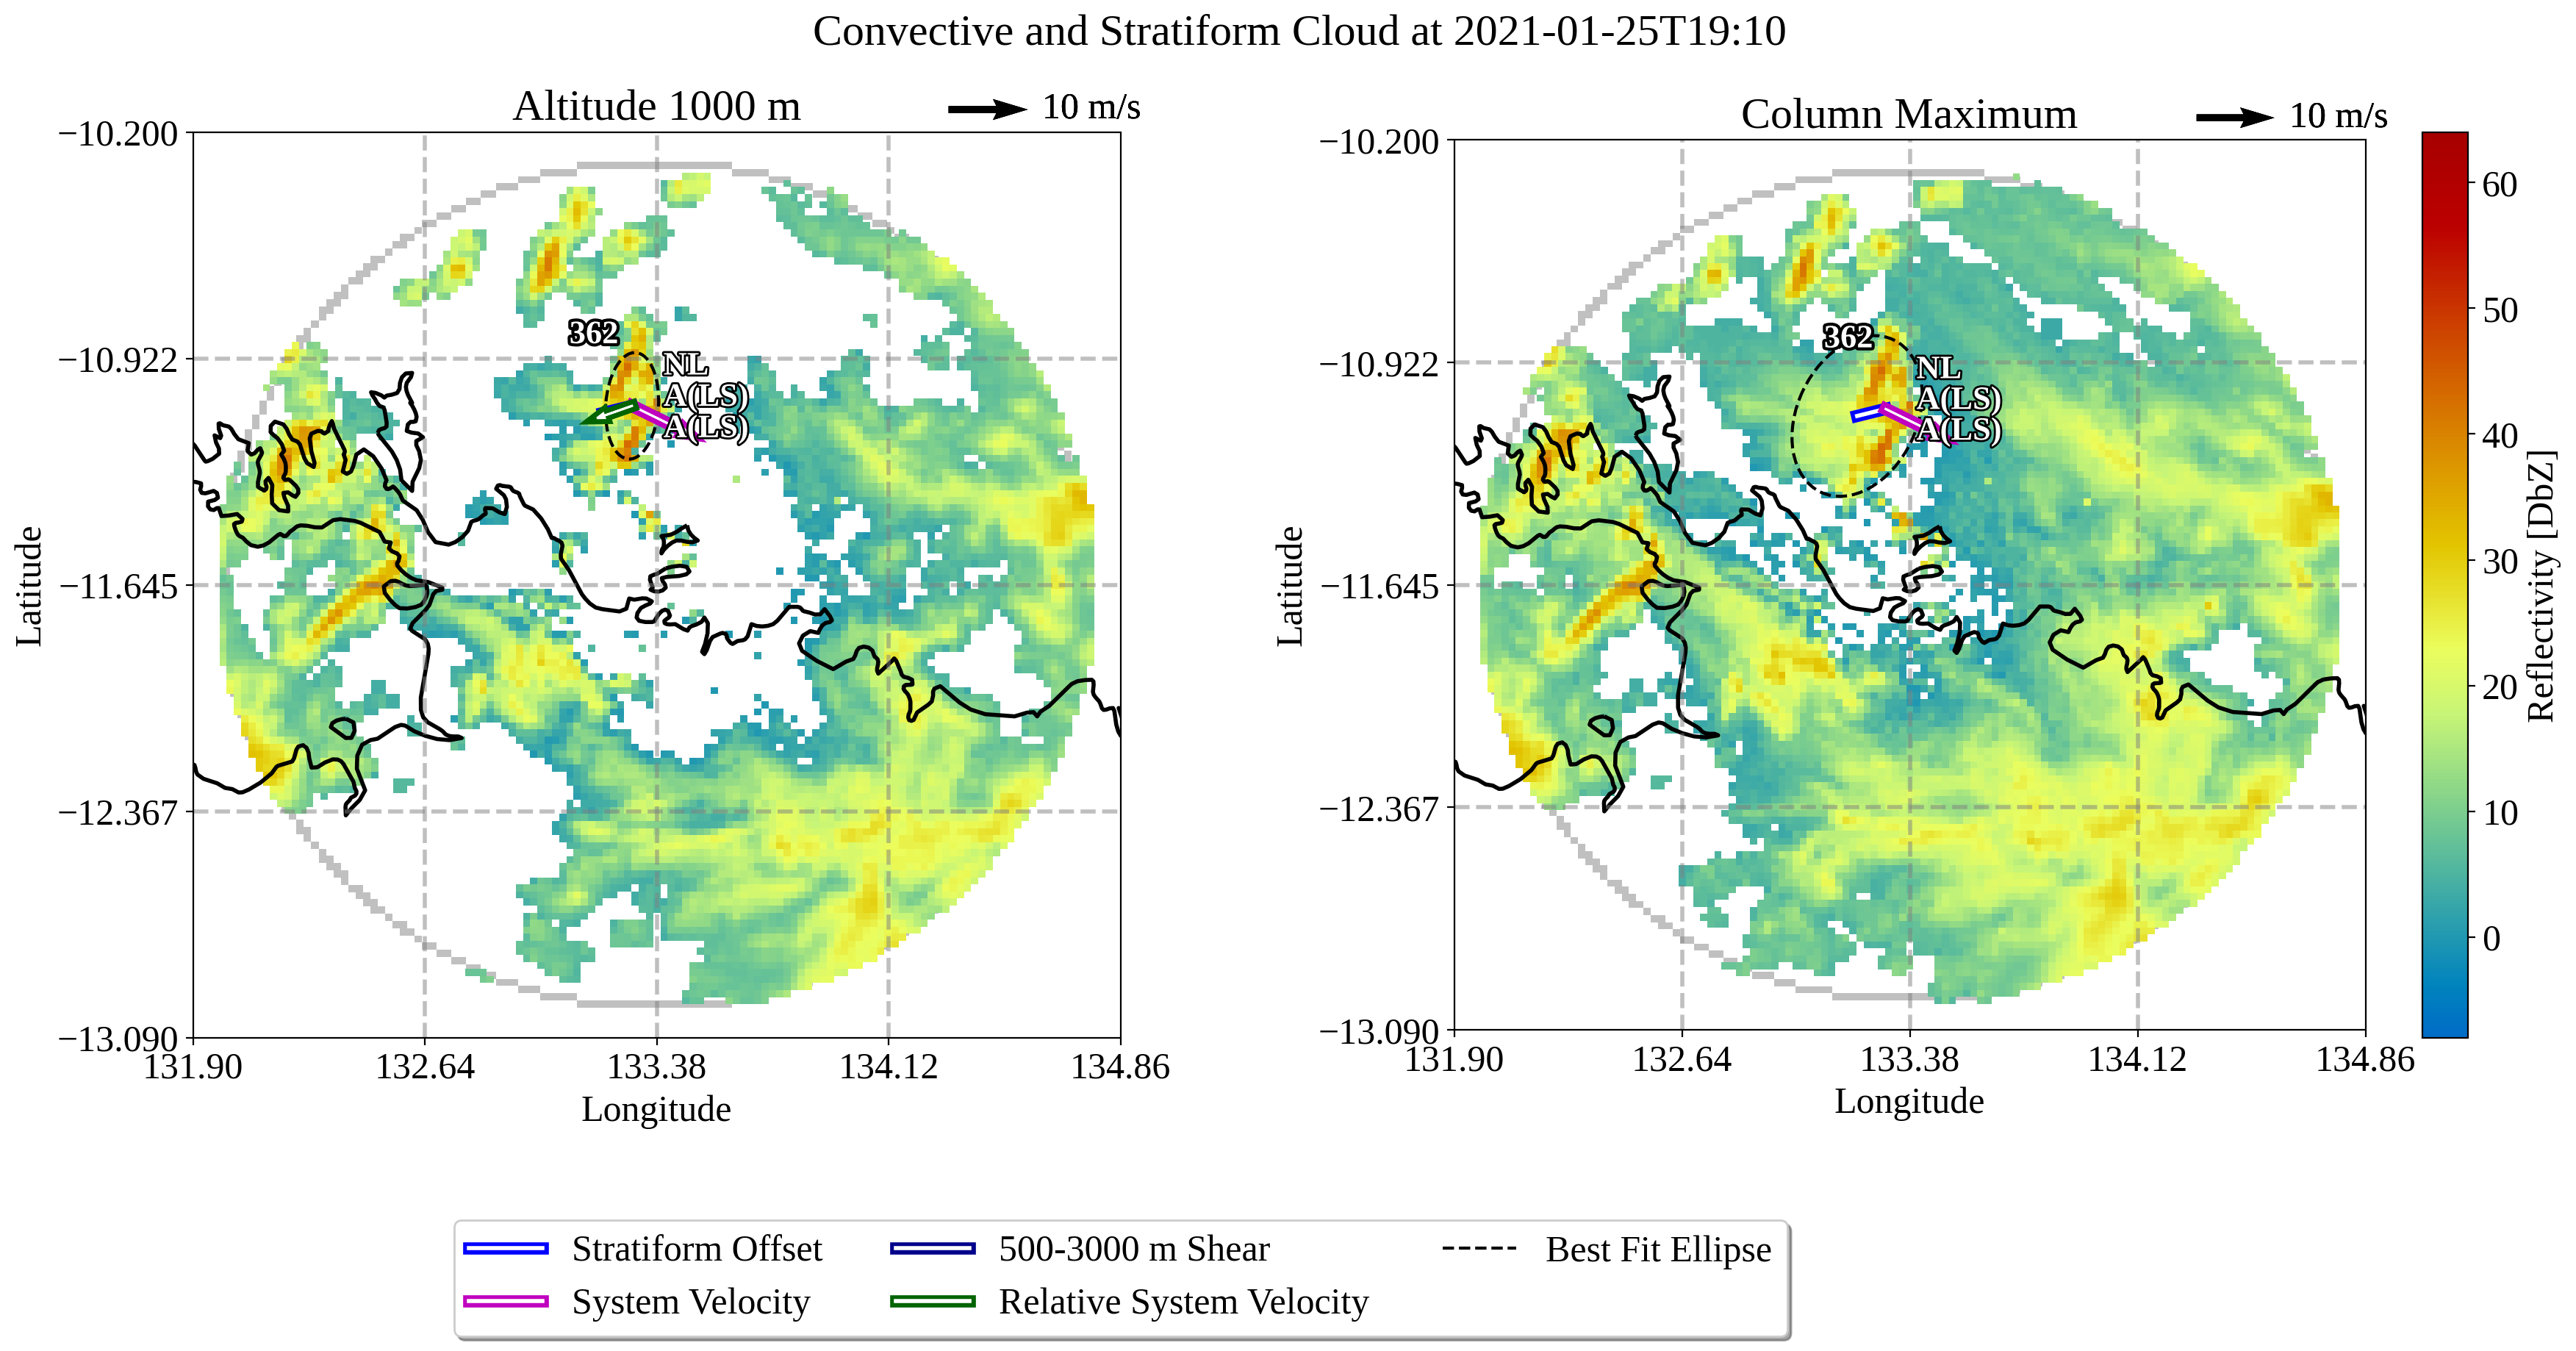 Convective and Stratiform Cloud at 2021-01-25T19:10
Altitude 1000 m
10 m/s
−10.200
−10.922
−11.645
−12.367
−13.090
Latitude
131.90
132.64
133.38
134.12
134.86
Longitude
362
NL
A(LS)
A(LS)
Column Maximum
10 m/s
−10.200
−10.922
−11.645
−12.367
−13.090
Latitude
131.90
132.64
133.38
134.12
134.86
Longitude
362
NL
A(LS)
A(LS)
60
50
40
30
20
10
0
Reflectivity [DbZ]
Stratiform Offset
System Velocity
500-3000 m Shear
Relative System Velocity
Best Fit Ellipse